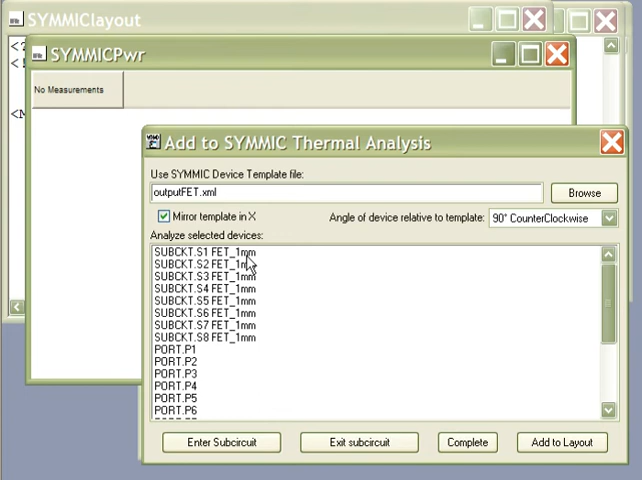 SYMMIClayout
<?
SYMMICPwr
<!
No Measurements
<M
Add to SYMMIC Thermal Analysis
Use SYMMIC Device Template file:
outputFET.xml
Browse
Mirror template in X
Angle of device relative to template:
90° CounterClockwise
Analyze selected devices:
SUBCKT.S1 FET_1mm
SUBCKT.S2 FET_1mm
SUBCKT.S3 FET_1mm
SUBCKT.S4 FET_1mm
SUBCKT.S5 FET_1mm
SUBCKT.S6 FET_1mm
SUBCKT.S7 FET_1mm
SUBCKT.S8 FET_1mm
PORT.P1
PORT.P2
PORT.P3
PORT.P4
PORT.P5
PORT.P6
Enter Subcircuit
Exit subcircuit
Complete
Add to Layout